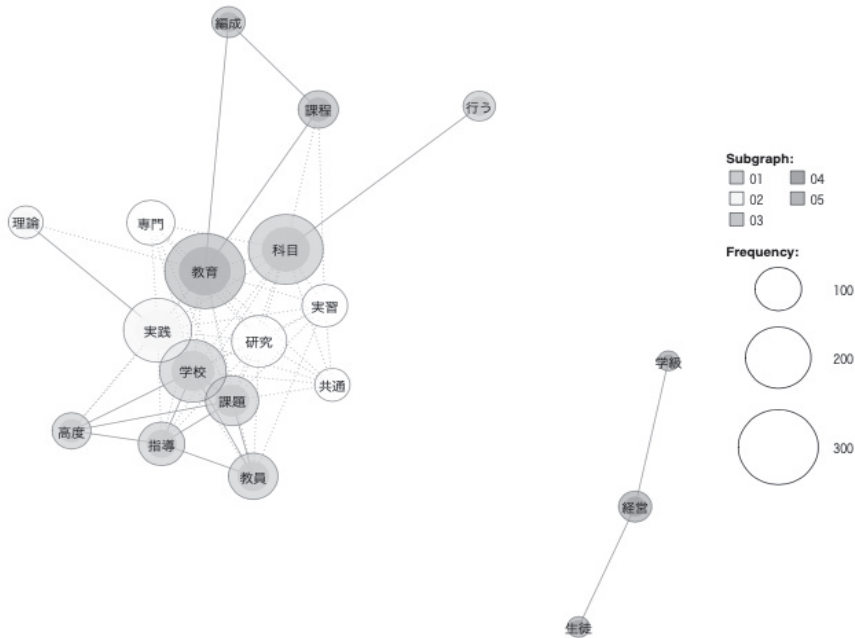 編成
課程
行う
理論
専門
科目
教育
実習
実践
研究
学校
共通
課題
高度
指導
教員
学級
経営
生徒
Subgraph:
01 04
02 05
03
Frequency:
100
200
300